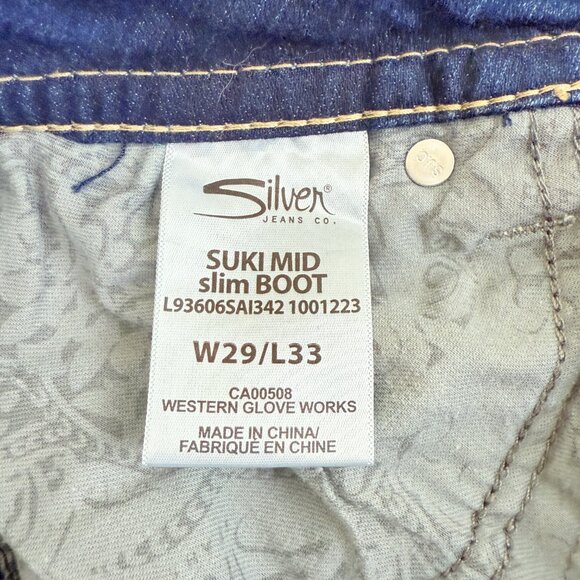 Silver®
JEANS CO.
SUKI MID
slim BOOT
L93606SAI342 1001223
W29/L33
CA00508
WESTERN GLOVE WORKS
MADE IN CHINA/
FABRIQUÉ EN CHINE